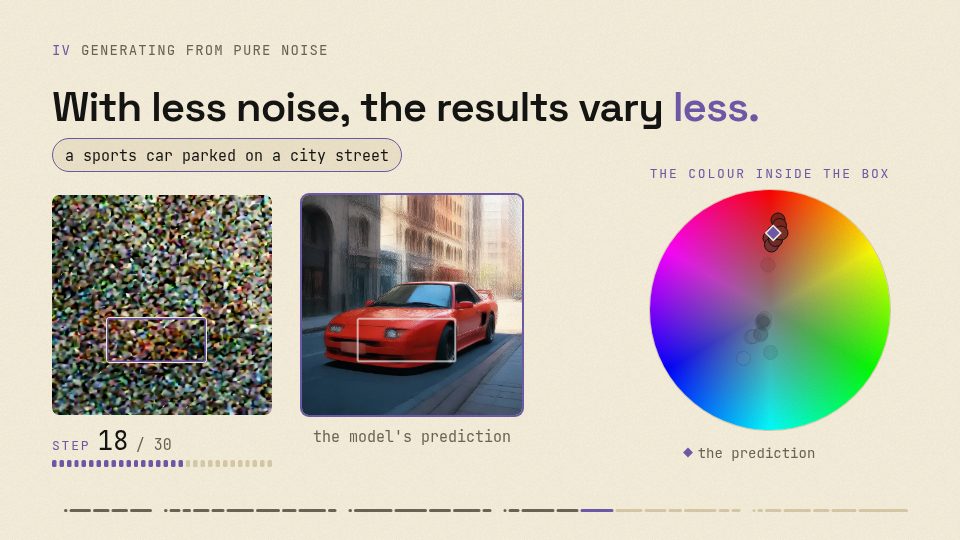 IV GENERATING FROM PURE NOISE
With less noise, the results vary less.
a sports car parked on a city street
THE COLOUR INSIDE THE BOX
STEP 18 / 30
the model's prediction
the prediction